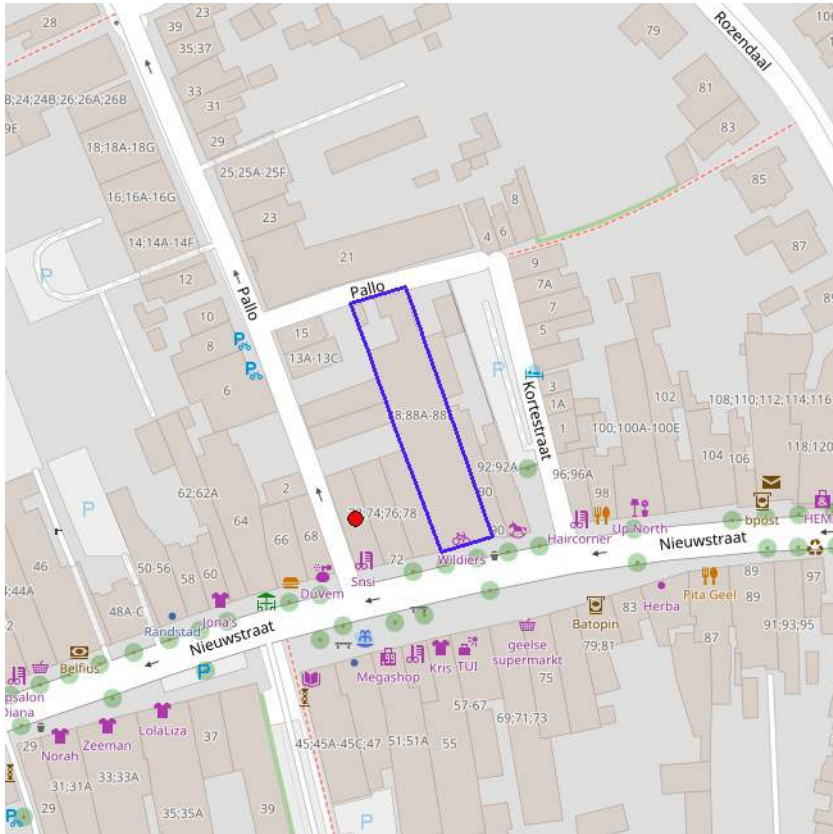 28
23
39
35;37
79
106
Rozendaal
81
33
31
83
B;24;24B;26;26A;26B
9E
29
18;18A-18G
25;25A-25F
85
16;16A-16G
8
23
4
6
14;14A-14F
21
87
P
9
12
Pallo
7A
Pallo
7
10
5
15
P
8
13A-13C
P
P
6
3
Kortestraat
1A
102
108;110;112;114;116
1
100;100A-100E
118;120
104
106
92;92A
96;96A
2
90
98
62;62A
74;76;78
P
64
66
68
90
bpost
HEM
Up North
Haircorner
72
Nieuwstraat
Wildiers
Snsi
50-56
46
58
60
DuVem
89
97
Pita Geel
89
44A
48A-C
Jona's
Herba
83
Batopin
91;93;95
Randstad
Nieuwstraat
87
79;81
Belfius
geelse
supermarkt
Kris
TUI
Megashop
P
psalon
Diana
75
57-67
LolaLiza
69;71;73
37
Zeeman
29
Norah
45;45A-45C;47
51;51A
55
33;33A
31;31A
29
35;35A
39
P
P